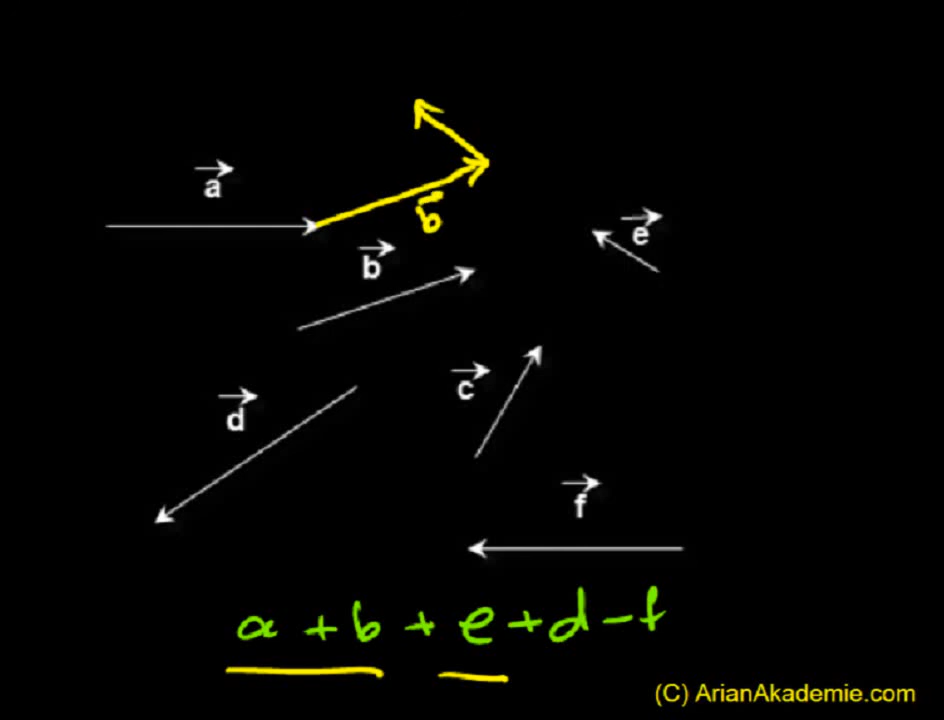 a
b
b
e
d
c
f
a + b + e + d - f
(C) ArianAkademie.com